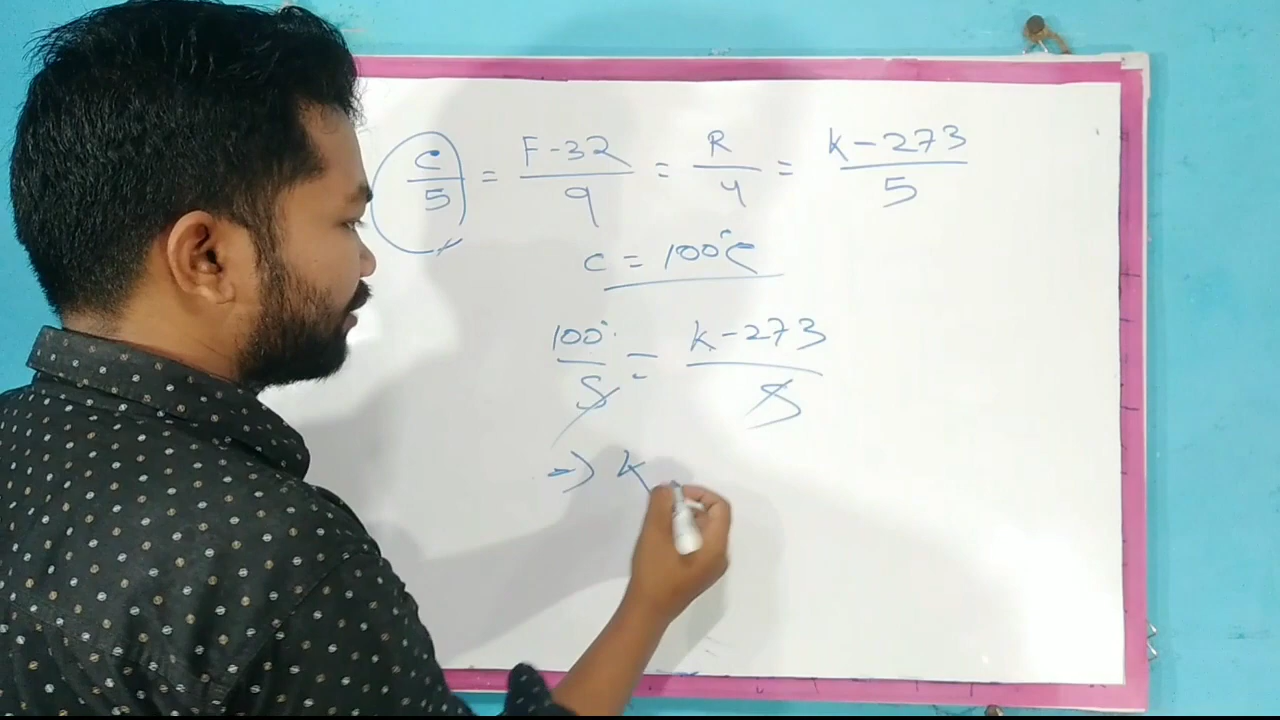 C/5 = F-32/9 = R/4 = K-273/5
C = 100°C
100°/5 = K-273/5
=> K